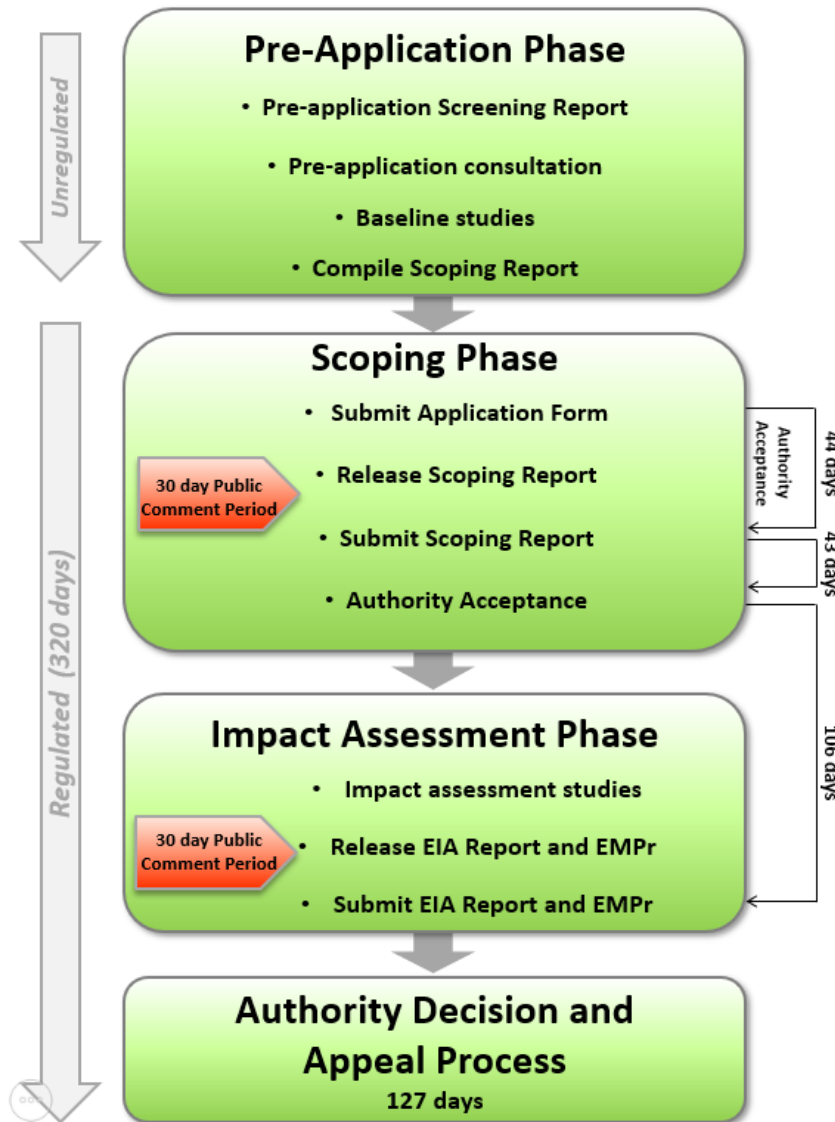 Pre-Application Phase
• Pre-application Screening Report
• Pre-application consultation
• Baseline studies
• Compile Scoping Report
Unregulated
Scoping Phase
• Submit Application Form
• Release Scoping Report
• Submit Scoping Report
• Authority Acceptance
30 day Public
Comment Period
Authority
Acceptance
44 days
43 days
106 days
Regulated (320 days)
Impact Assessment Phase
• Impact assessment studies
• Release EIA Report and EMPr
• Submit EIA Report and EMPr
30 day Public
Comment Period
Authority Decision and
Appeal Process
127 days